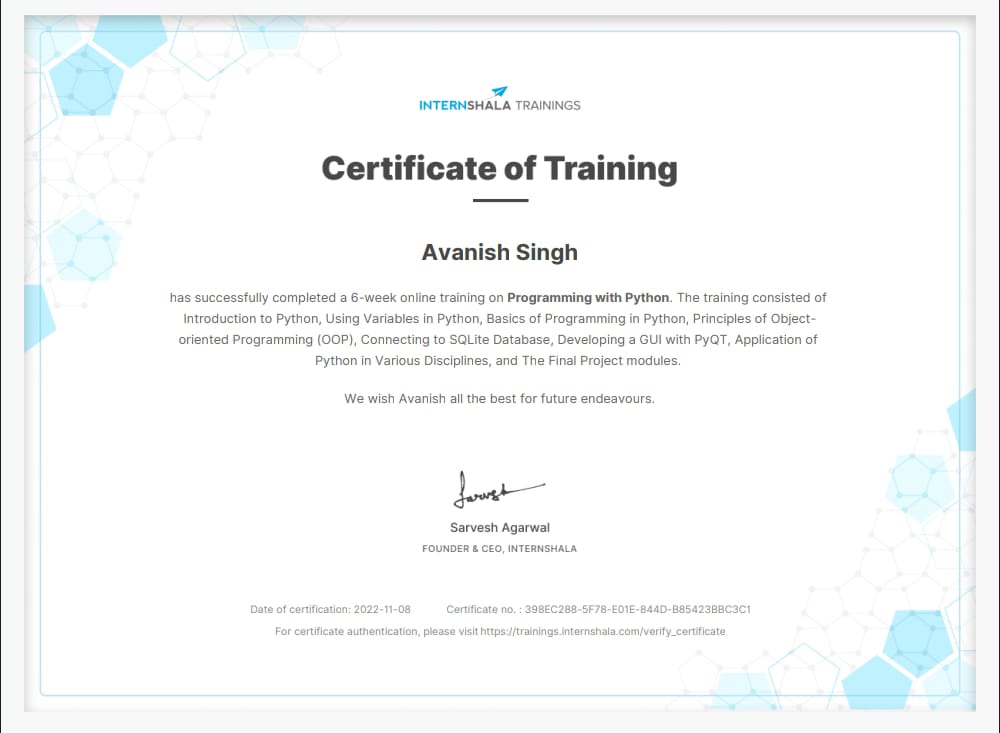 INTERNSHALA TRAININGS
Certificate of Training
Avanish Singh
has successfully completed a 6-week online training on Programming with Python. The training consisted of
Introduction to Python, Using Variables in Python, Basics of Programming in Python, Principles of Object-
oriented Programming (OOP), Connecting to SQLite Database, Developing a GUI with PyQT, Application of
Python in Various Disciplines, and The Final Project modules.
We wish Avanish all the best for future endeavours.
Sarvesh
Sarvesh Agarwal
FOUNDER & CEO, INTERNSHALA
Date of certification: 2022-11-08 Certificate no. : 398EC288-5F78-E01E-844D-B85423BBC3C1
For certificate authentication, please visit https://trainings.internshala.com/verify_certificate